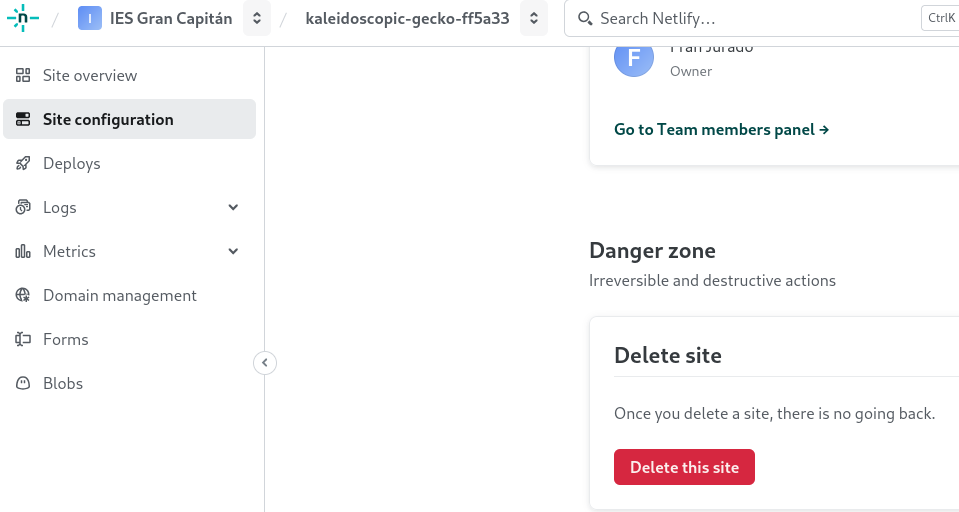 n / I IES Gran Capitán / kaleidoscopic-gecko-ff5a33 Search Netlify... CtrlK
Site overview
Site configuration
Deploys
Logs
Metrics
Domain management
Forms
Blobs
F Fran Jurado
Owner
Go to Team members panel →
Danger zone
Irreversible and destructive actions
Delete site
Once you delete a site, there is no going back.
Delete this site